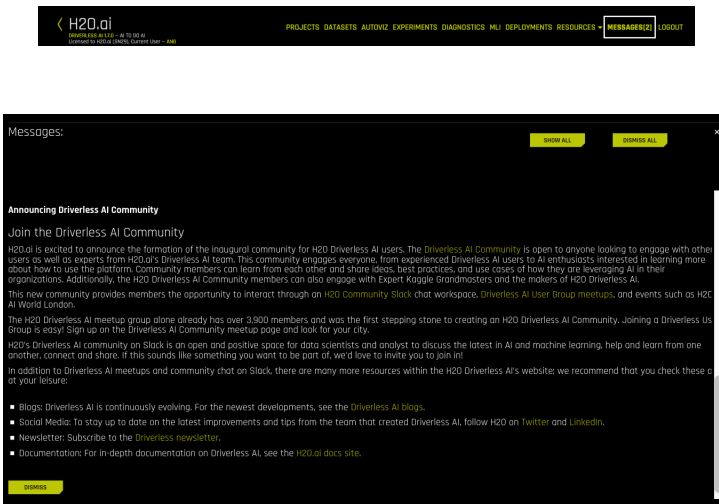 H2O.ai
DRIVERLESS AI 1.7.0 – AI TO DO AI
Licensed to H2O.ai (SN29), Current User – ANG
PROJECTS DATASETS AUTOVIZ EXPERIMENTS DIAGNOSTICS MLI DEPLOYMENTS RESOURCES MESSAGES[2] LOGOUT
Messages:
SHOW ALL
DISMISS ALL
Announcing Driverless AI Community
Join the Driverless AI Community
H2O.ai is excited to announce the formation of the inaugural community for H2O Driverless AI users. The Driverless AI Community is open to anyone looking to engage with other
users as well as experts from H2O.ai's Driverless AI team. This community engages everyone, from experienced Driverless AI users to AI enthusiasts interested in learning more
about how to use the platform. Community members can learn from each other and share ideas, best practices, and use cases of how they are leveraging AI in their
organizations. Additionally, the H2O Driverless AI Community members can also engage with Expert Kaggle Grandmasters and the makers of H2O Driverless AI.
This new community provides members the opportunity to interact through an H2O Community Slack chat workspace, Driverless AI User Group meetups, and events such as H2O
AI World London.
The H2O Driverless AI meetup group alone already has over 3,900 members and was the first stepping stone to creating an H2O Driverless AI Community. Joining a Driverless Us
Group is easy! Sign up on the Driverless AI Community meetup page and look for your city.
H2O's Driverless AI community on Slack is an open and positive space for data scientists and analyst to discuss the latest in AI and machine learning, help and learn from one
another, connect and share. If this sounds like something you want to be part of, we'd love to invite you to join in!
In addition to Driverless AI meetups and community chat on Slack, there are many more resources within the H2O Driverless AI's website; we recommend that you check these o
at your leisure:
▪ Blogs: Driverless AI is continuously evolving. For the newest developments, see the Driverless AI blogs.
▪ Social Media: To stay up to date on the latest improvements and tips from the team that created Driverless AI, follow H2O on Twitter and LinkedIn.
▪ Newsletter: Subscribe to the Driverless newsletter.
▪ Documentation: For in-depth documentation on Driverless AI, see the H2O.ai docs site.
DISMISS